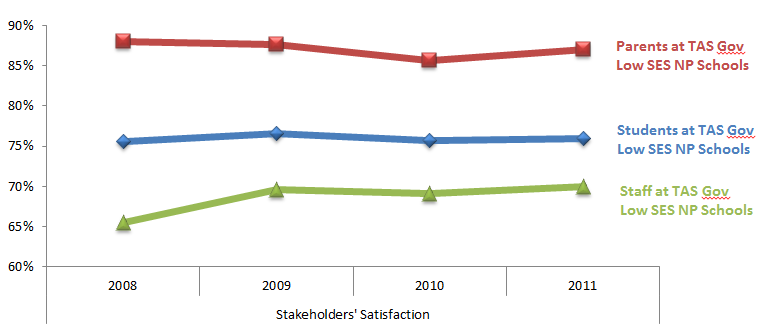 90%
85%
80%
75%
70%
65%
60%
Parents at TAS Gov
Low SES NP Schools
Students at TAS Gov
Low SES NP Schools
Staff at TAS Gov
Low SES NP Schools
2008 2009 2010 2011
Stakeholders' Satisfaction